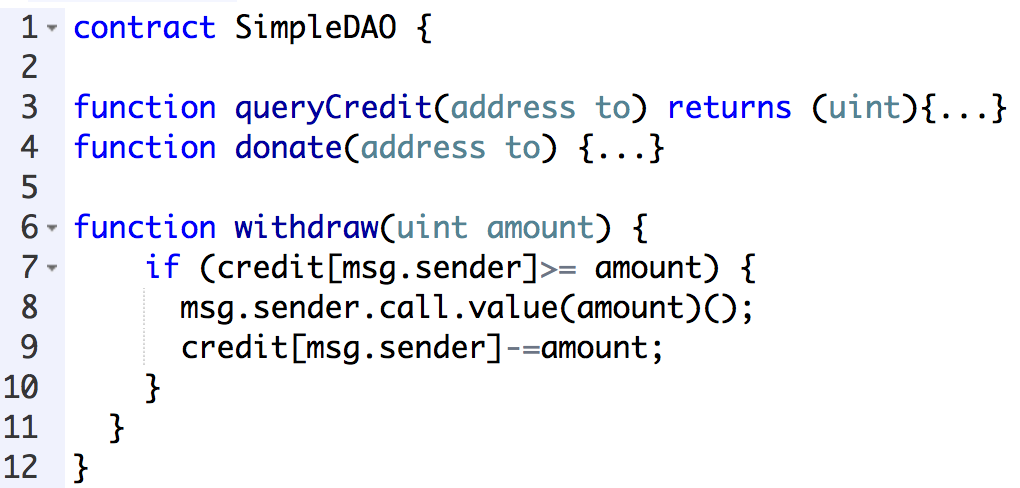 1 contract SimpleDAO {
2
3 function queryCredit(address to) returns (uint){...}
4 function donate(address to) {...}
5
6 function withdraw(uint amount) {
7 if (credit[msg.sender]>= amount) {
8 msg.sender.call.value(amount)();
9 credit[msg.sender]-=amount;
10 }
11 }
12 }